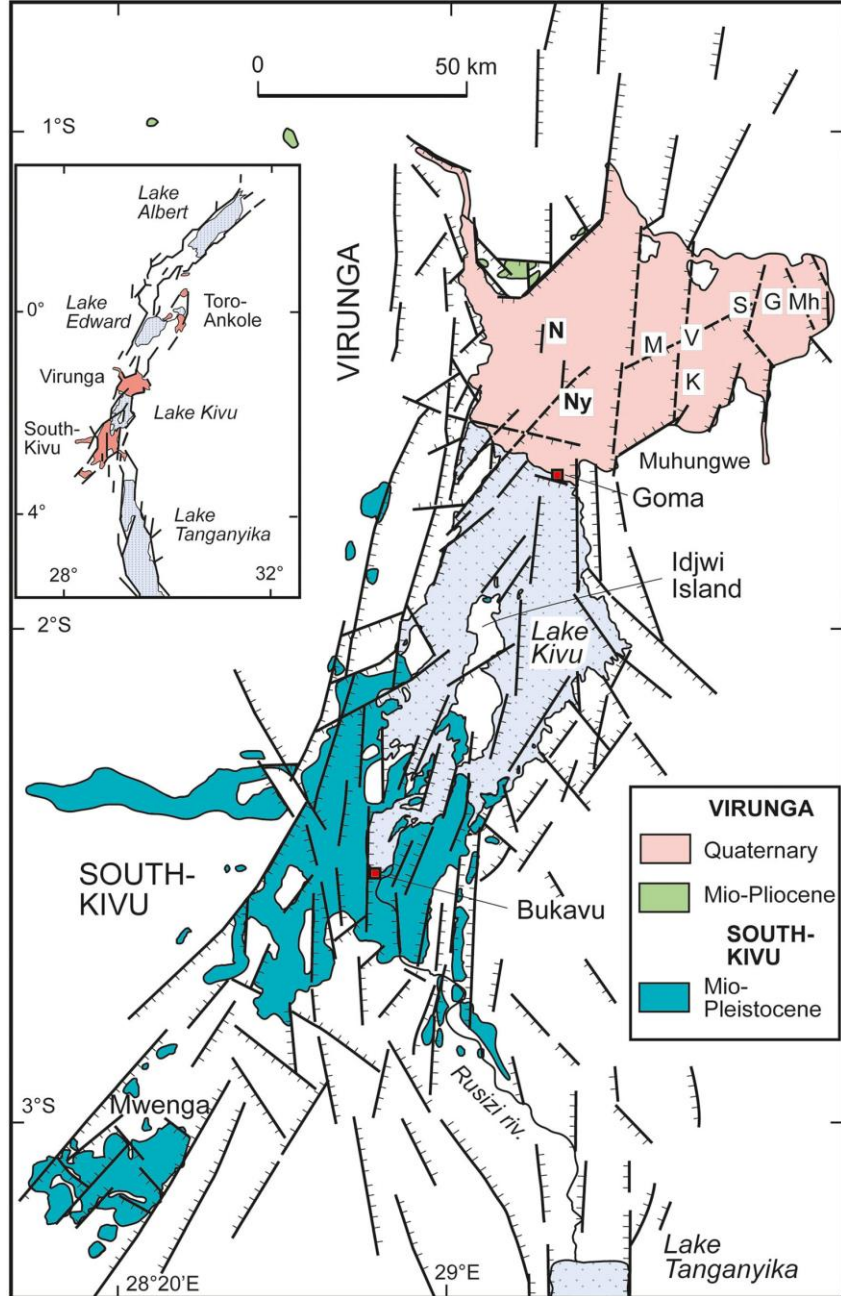 0 50 km
1°S
VIRUNGA
Lake
Albert
0°
Lake
Edward
Toro-
Ankole
Virunga
Lake Kivu
South-
Kivu
4°
Lake
Tanganyika
28° 32°
N
M
V
S
G
Mh
K
Ny
Muhungwe
Goma
Idjwi
Island
2°S
Lake
Kivu
SOUTH-
KIVU
Bukavu
VIRUNGA
Quaternary
Mio-Pliocene
SOUTH-
KIVU
Mio-
Pleistocene
Rusizi riv.
3°S
Mwenga
Lake
Tanganyika
28°20'E 29°E